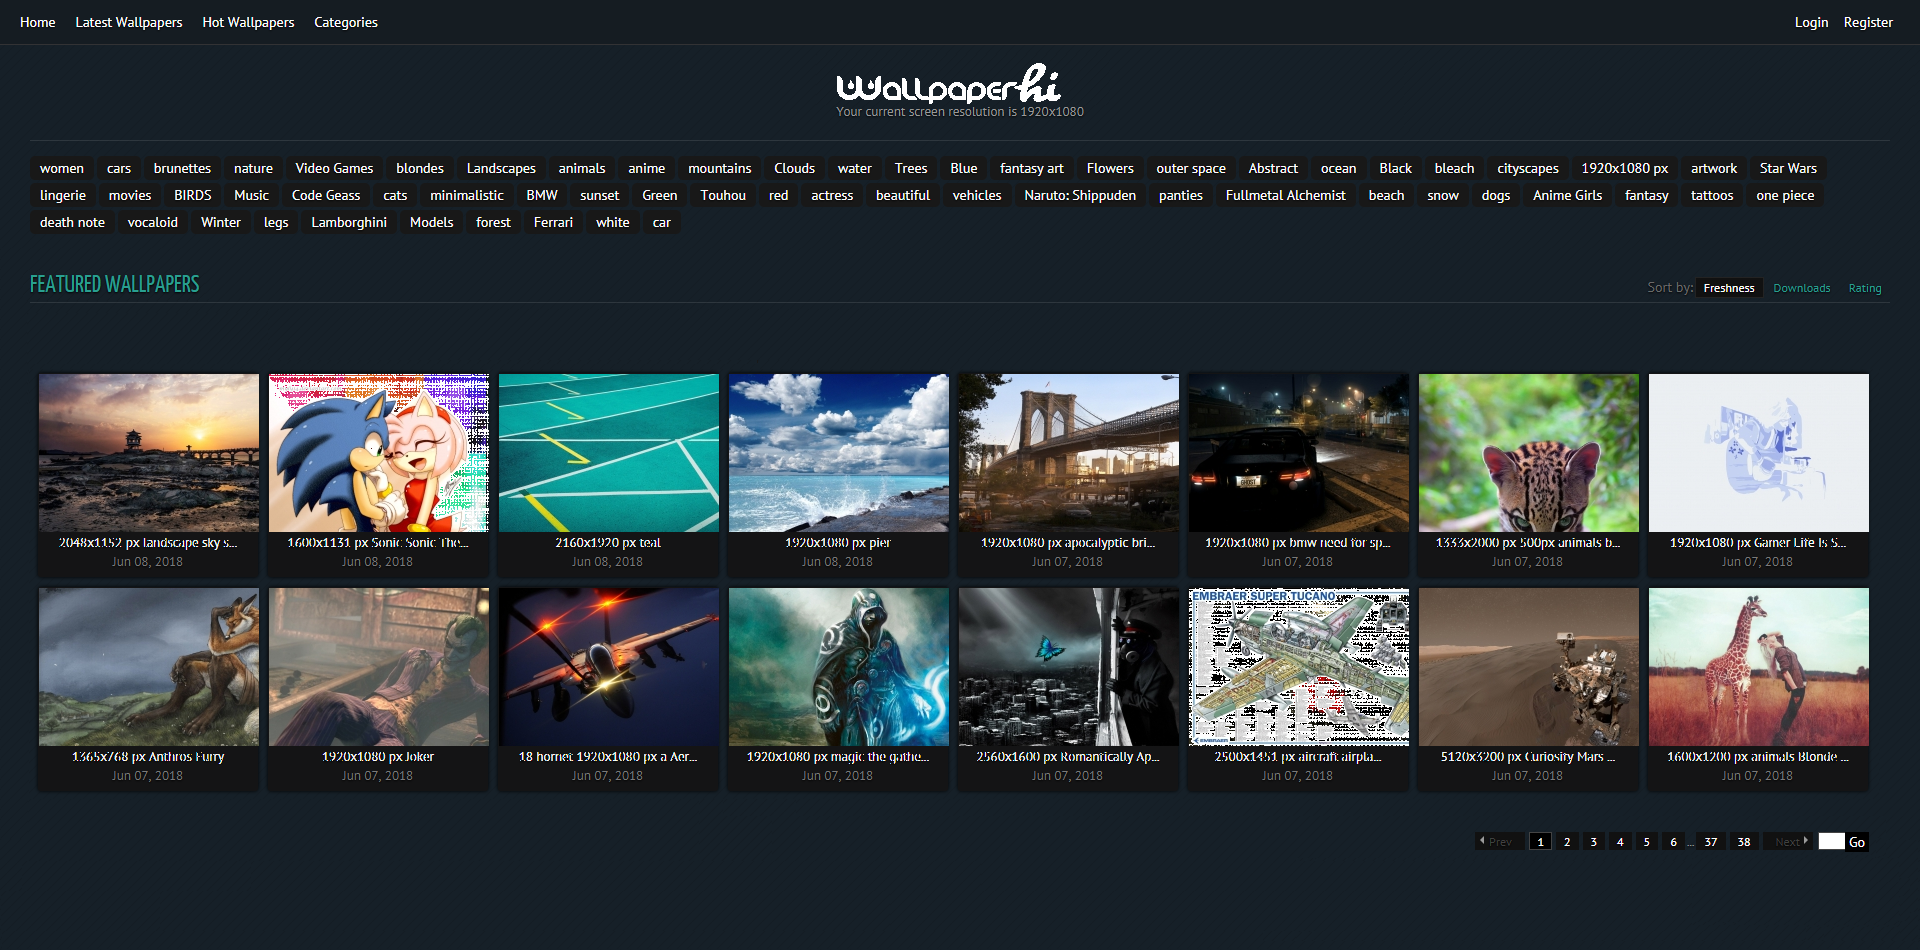 Home Latest Wallpapers Hot Wallpapers Categories Login Register
Wallpaperhi
Your current screen resolution is 1920x1080
women cars brunettes nature Video Games blondes Landscapes animals anime mountains Clouds water Trees Blue fantasy art Flowers outer space Abstract ocean Black bleach cityscapes 1920x1080 px artwork Star Wars
lingerie movies BIRDS Music Code Geass cats minimalistic BMW sunset Green Touhou red actress beautiful vehicles Naruto: Shippuden panties Fullmetal Alchemist beach snow dogs Anime Girls fantasy tattoos one piece
death note vocaloid Winter legs Lamborghini Models forest Ferrari white car
FEATURED WALLPAPERS Sort by: Freshness Downloads Rating
GHOST
2048x1152 px landscape sky s... 1600x1131 px Sonic Sonic The... 2160x1920 px teal 1920x1080 px pier 1920x1080 px apocalyptic bri... 1920x1080 px bmw need for sp... 1333x2000 px 500px animals b... 1920x1080 px Gamer Life Is S...
Jun 08, 2018 Jun 08, 2018 Jun 08, 2018 Jun 08, 2018 Jun 07, 2018 Jun 07, 2018 Jun 07, 2018 Jun 07, 2018
EMBRAER SUPER TUCANO
EMBRAER
1365x768 px Anthros Furry 1920x1080 px Joker 18 hornet 1920x1080 px a Aer... 1920x1080 px magic the gathe... 2560x1600 px Romantically Ap... 2500x1451 px aircraft airpla... 5120x3200 px Curiosity Mars ... 1600x1200 px animals Blonde ...
Jun 07, 2018 Jun 07, 2018 Jun 07, 2018 Jun 07, 2018 Jun 07, 2018 Jun 07, 2018 Jun 07, 2018 Jun 07, 2018
Prev 1 2 3 4 5 6 ... 37 38 Next Go